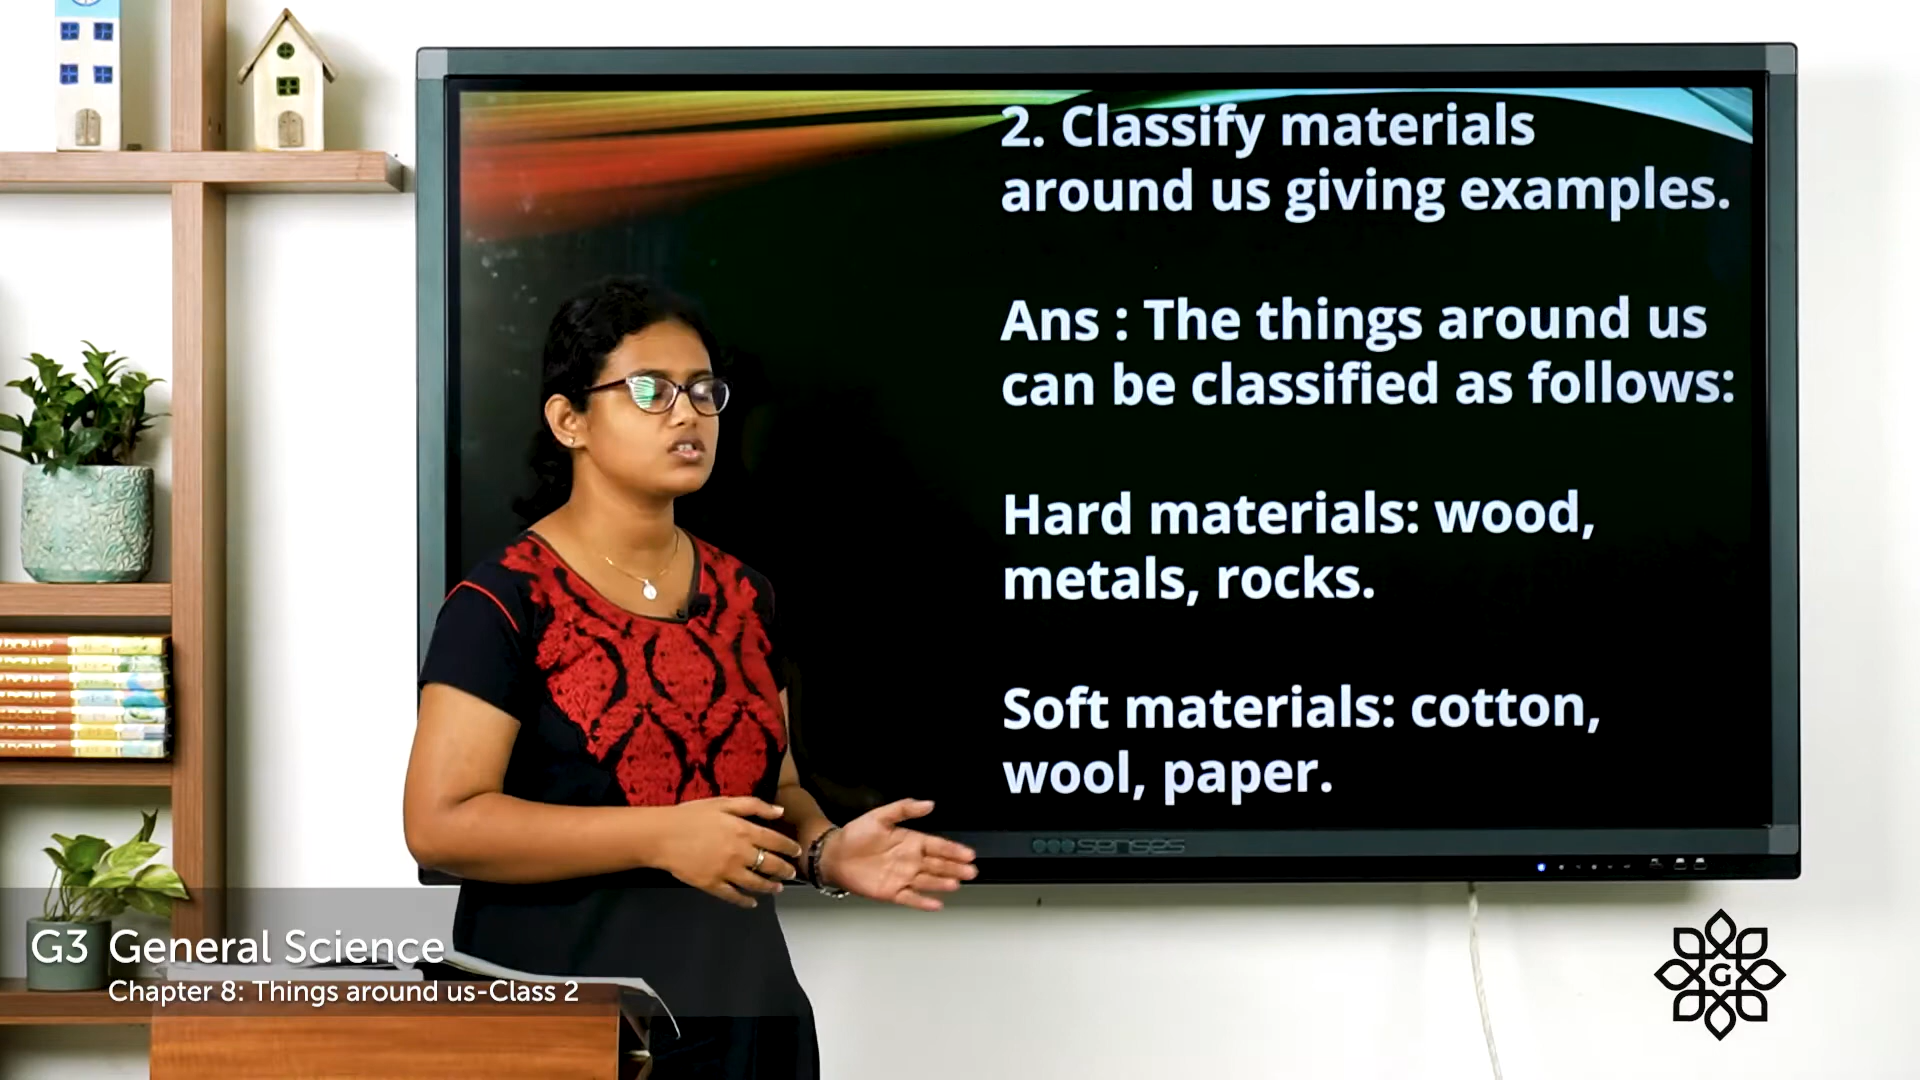 2. Classify materials
around us giving examples.
Ans : The things around us
can be classified as follows:
Hard materials: wood,
metals, rocks.
Soft materials: cotton,
wool, paper.
senses
G3 General Science
Chapter 8: Things around us-Class 2
G